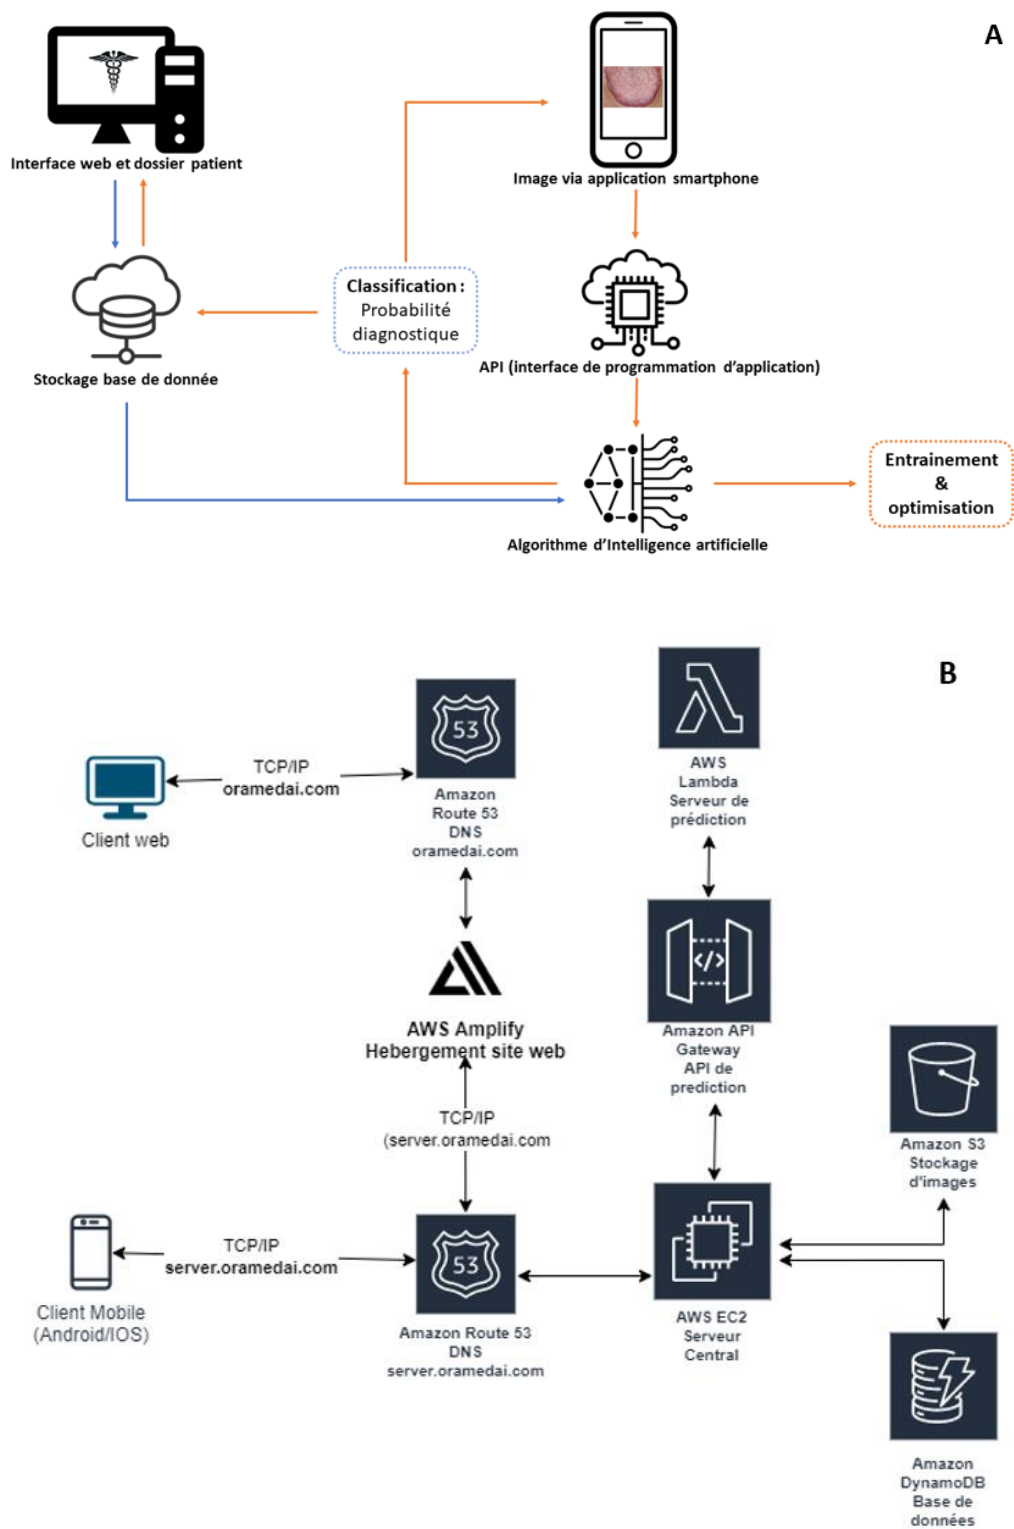 A
Interface web et dossier patient
Image via application smartphone
Classification :
Probabilité
diagnostique
API (interface de programmation d'application)
Stockage base de donnée
Entrainement
&
optimisation
Algorithme d'Intelligence artificielle
B
53
TCP/IP
oramedai.com
Client web
Amazon
Route 53
DNS
oramedai.com
AWS
Lambda
Serveur de
prédiction
</>
AWS Amplify
Hebergement site web
Amazon API
Gateway
API de
prediction
TCP/IP
(server.oramedai.com
Amazon S3
Stockage
d'images
53
TCP/IP
server.oramedai.com
Client Mobile
(Android/IOS)
Amazon Route 53
DNS
server.oramedai.com
AWS EC2
Serveur
Central
Amazon
DynamoDB
Base de
données